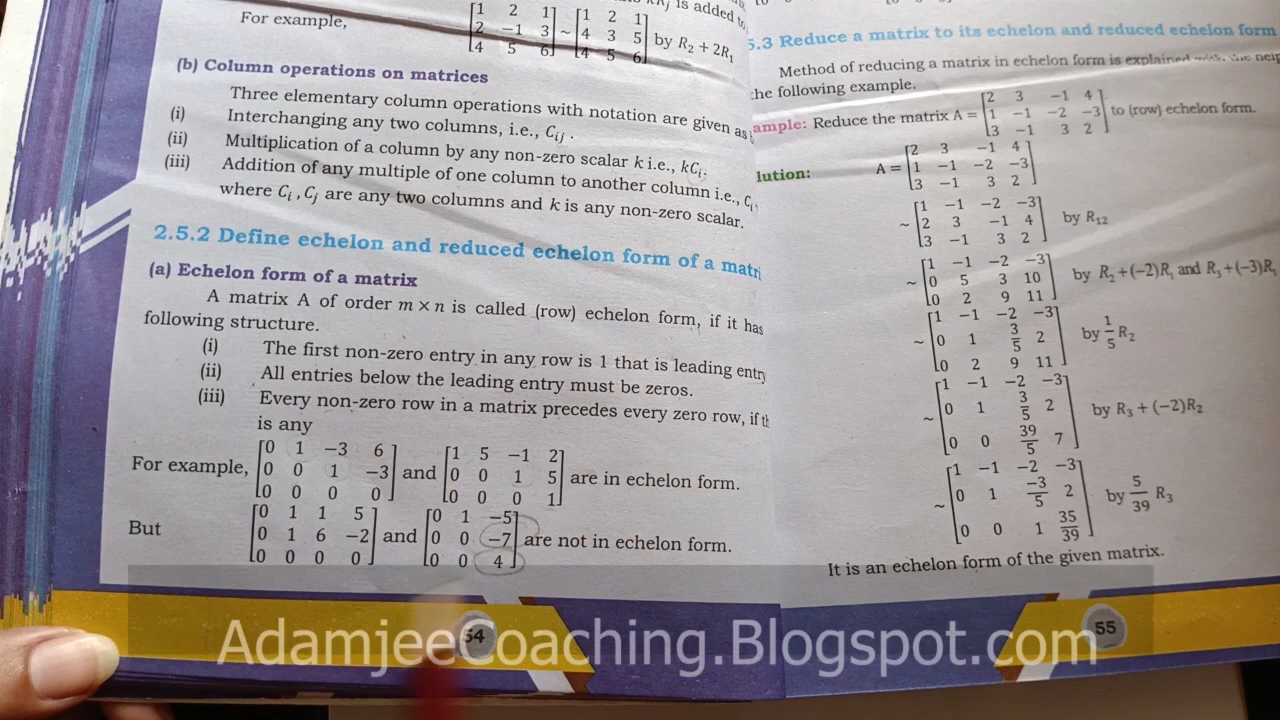 kRj is added to
For example, [1 2 1; 2 −1 3; 4 5 6] ~ [1 2 1; 4 3 5; 4 5 6] by R₂ + 2R₁
(b) Column operations on matrices
Three elementary column operations with notation are given as
(i) Interchanging any two columns, i.e., Cᵢⱼ .
(ii) Multiplication of a column by any non-zero scalar k i.e., kCᵢ.
(iii) Addition of any multiple of one column to another column i.e., Cᵢ
where Cᵢ , Cⱼ are any two columns and k is any non-zero scalar.
2.5.2 Define echelon and reduced echelon form of a matri
(a) Echelon form of a matrix
A matrix A of order m × n is called (row) echelon form, if it has
following structure.
(i) The first non-zero entry in any row is 1 that is leading entry
(ii) All entries below the leading entry must be zeros.
(iii) Every non-zero row in a matrix precedes every zero row, if th
is any
For example, [0 1 −3 6; 0 0 1 −3; 0 0 0 0] and [1 5 −1 2; 0 0 1 5; 0 0 0 1] are in echelon form.
But [0 1 1 5; 0 1 6 −2; 0 0 0 0] and [0 1 −5; 0 0 −7; 0 0 4] are not in echelon form.
54
5.3 Reduce a matrix to its echelon and reduced echelon form
Method of reducing a matrix in echelon form is explained with the help
the following example.
ample: Reduce the matrix A = [2 3 −1 4; 1 −1 −2 −3; 3 −1 3 2] to (row) echelon form.
lution: A = [2 3 −1 4; 1 −1 −2 −3; 3 −1 3 2]
~ [1 −1 −2 −3; 2 3 −1 4; 3 −1 3 2] by R₁₂
~ [1 −1 −2 −3; 0 5 3 10; 0 2 9 11] by R₂ +(−2)R₁ and R₃ +(−3)R₁
~ [1 −1 −2 −3; 0 1 3/5 2; 0 2 9 11] by 1/5 R₂
~ [1 −1 −2 −3; 0 1 3/5 2; 0 0 39/5 7] by R₃ + (−2)R₂
~ [1 −1 −2 −3; 0 1 −3/5 2; 0 0 1 35/39] by 5/39 R₃
It is an echelon form of the given matrix.
55
AdamjeeCoaching.Blogspot.com